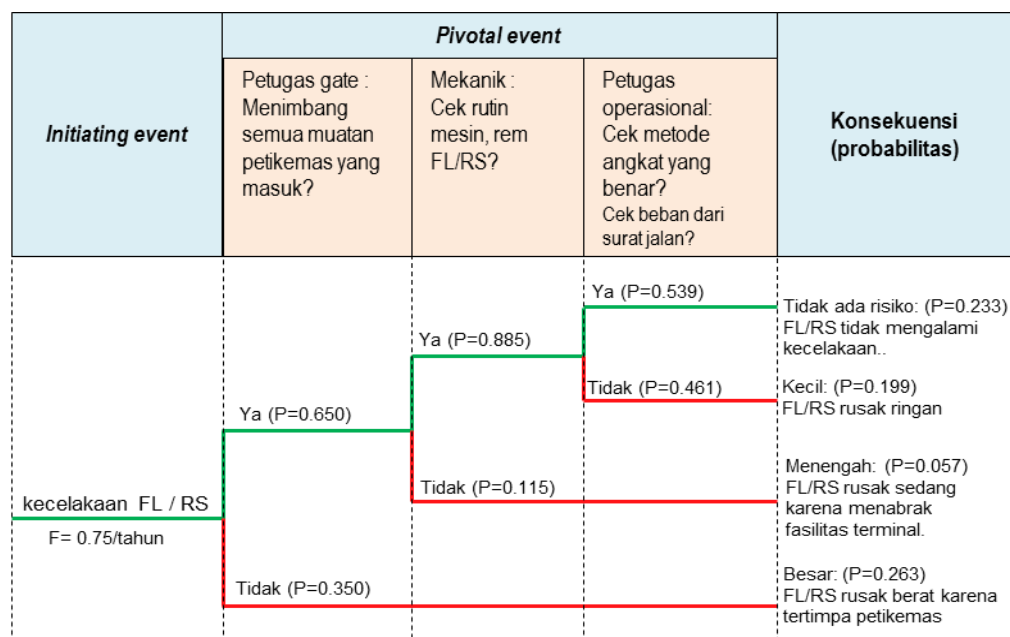 Pivotal event
Initiating event
Petugas gate :
Menimbang
semua muatan
petikemas yang
masuk?
Mekanik :
Cek rutin
mesin, rem
FL/RS?
Petugas
operasional:
Cek metode
angkat yang
benar?
Cek beban dari
surat jalan?
Konsekuensi
(probabilitas)
Ya (P=0.539)
Tidak ada risiko: (P=0.233)
FL/RS tidak mengalami
kecelakaan..
Ya (P=0.885)
Tidak (P=0.461)
Kecil: (P=0.199)
FL/RS rusak ringan
Ya (P=0.650)
Menengah: (P=0.057)
FL/RS rusak sedang
karena menabrak
fasilitas terminal.
Tidak (P=0.115)
kecelakaan FL / RS
F= 0.75/tahun
Tidak (P=0.350)
Besar: (P=0.263)
FL/RS rusak berat karena
tertimpa petikemas